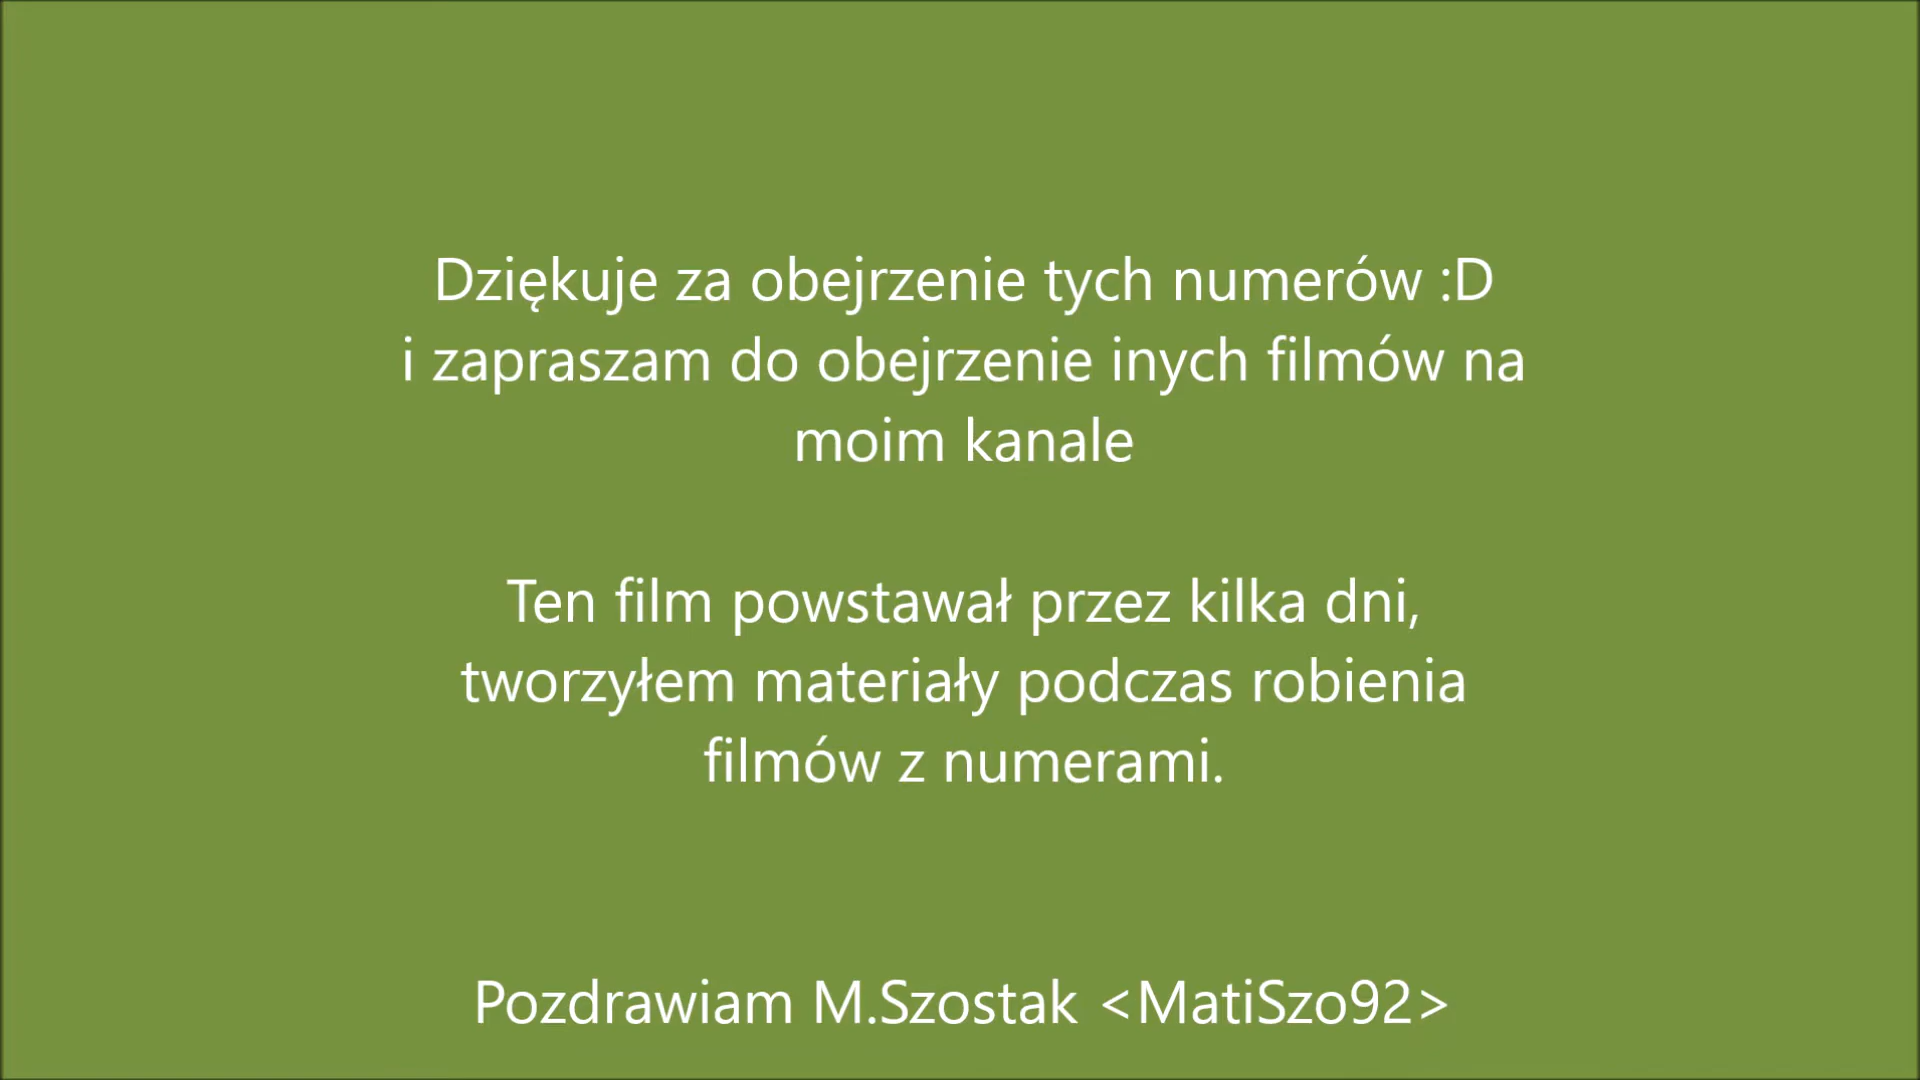 Dziękuje za obejrzenie tych numerów :D
i zapraszam do obejrzenie inych filmów na
moim kanale
Ten film powstawał przez kilka dni,
tworzyłem materiały podczas robienia
filmów z numerami.
Pozdrawiam M.Szostak <MatiSzo92>